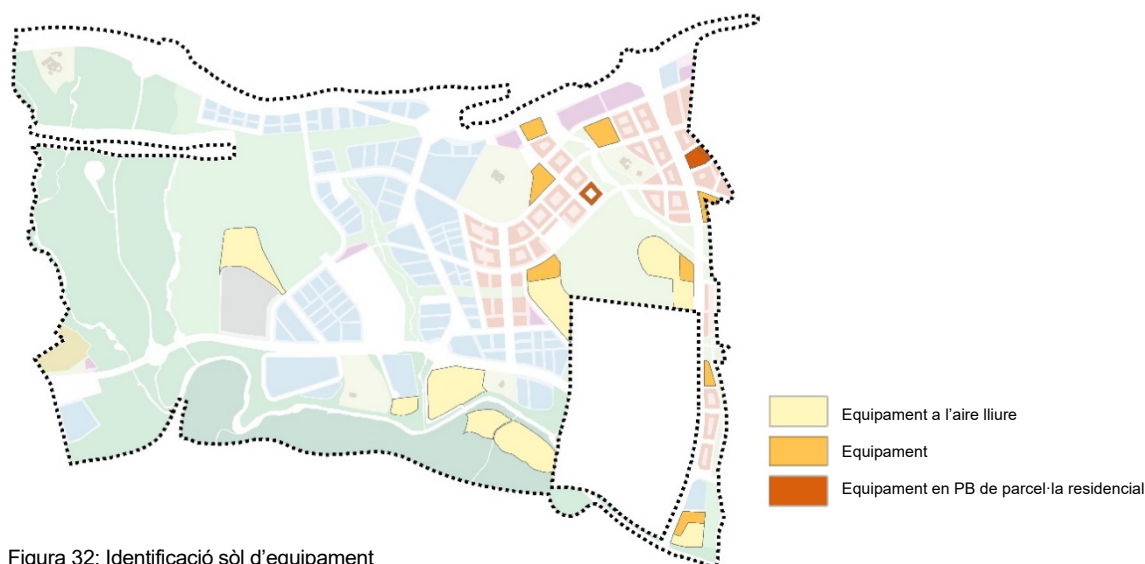 Equipament a l’aire lliure
Equipament
Equipament en PB de parcel·la residencial
Figura 32: Identificació sòl d’equipament